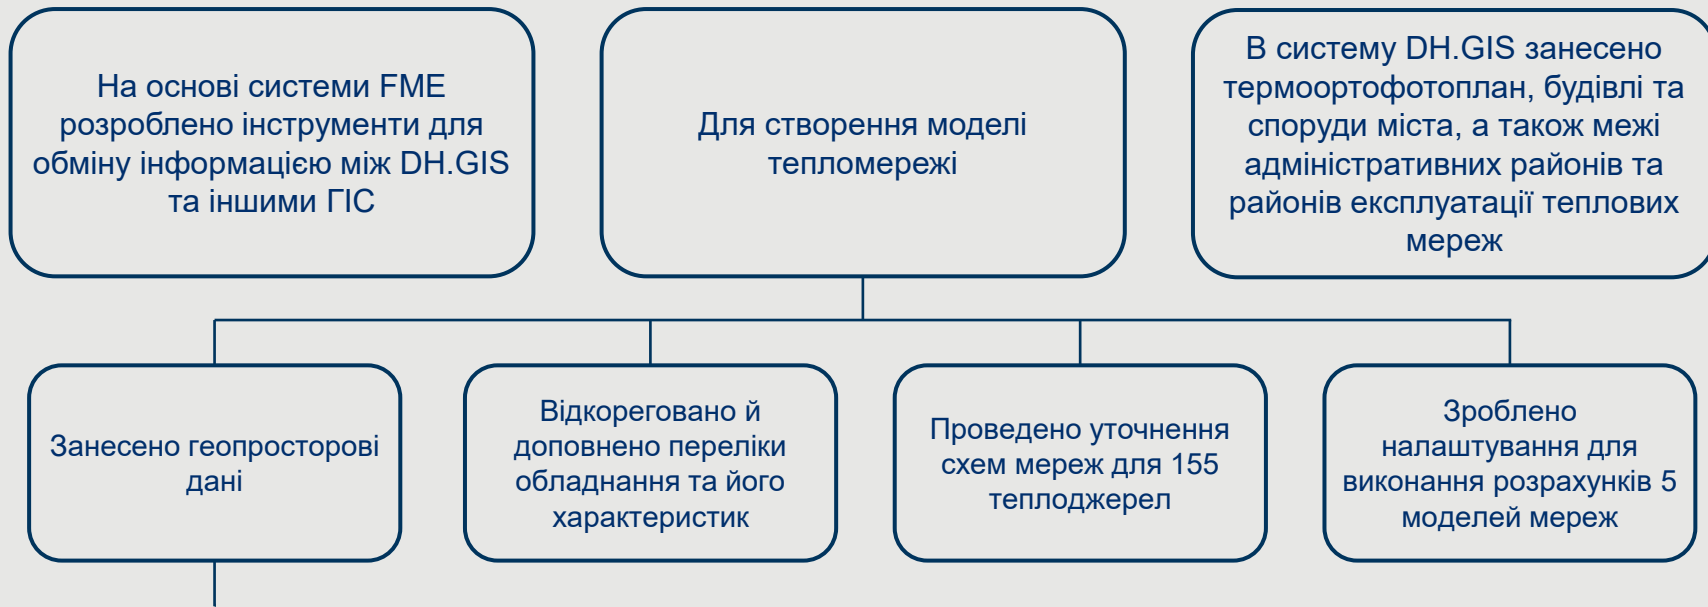 На основі системи FME
розроблено інструменти для
обміну інформацією між DH.GIS
та іншими ГІС
Для створення моделі
тепломережі
В систему DH.GIS занесено
термоортофотоплан, будівлі та
споруди міста, а також межі
адміністративних районів та
районів експлуатації теплових
мереж
Занесено геопросторові
дані
Відкореговано й
доповнено переліки
обладнання та його
характеристик
Проведено уточнення
схем мереж для 155
теплоджерел
Зроблено
налаштування для
виконання розрахунків 5
моделей мереж